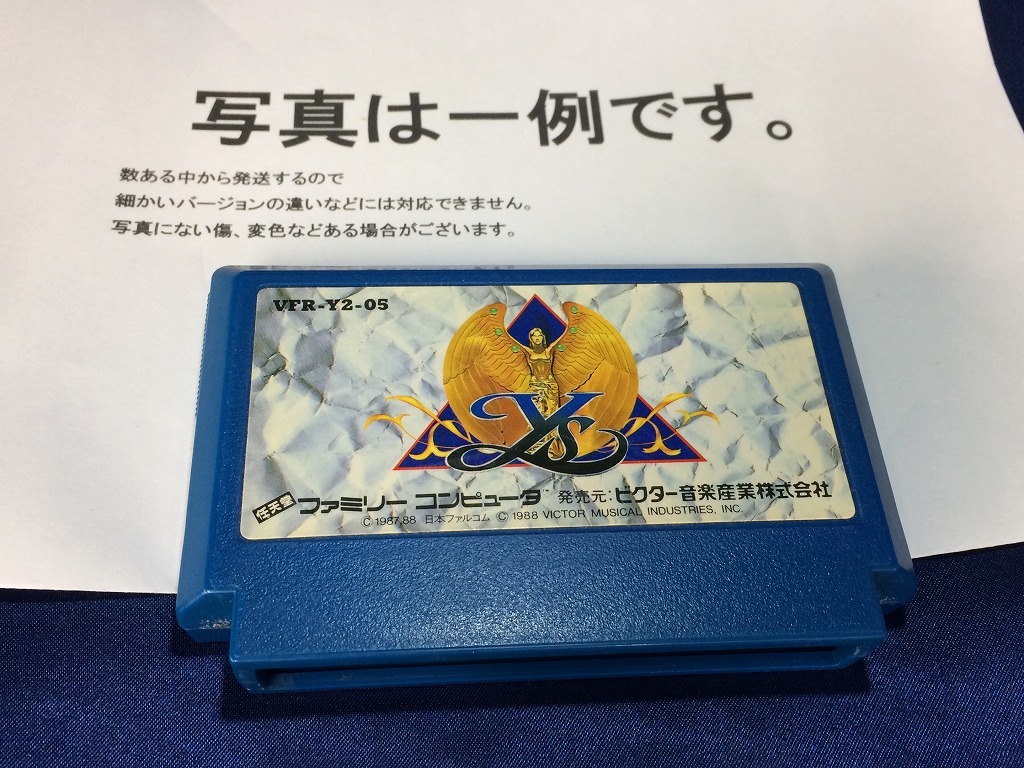 写真は一例です。
数ある中から発送するので
細かいバージョンの違いなどには対応できません。
写真にない傷、変色などある場合がございます。
VFR-Y2-05
Ys
任天堂 ファミリーコンピュータ™ 発売元:ビクター音楽産業株式会社
© 1987,88 日本ファルコム © 1988 VICTOR MUSICAL INDUSTRIES, INC.